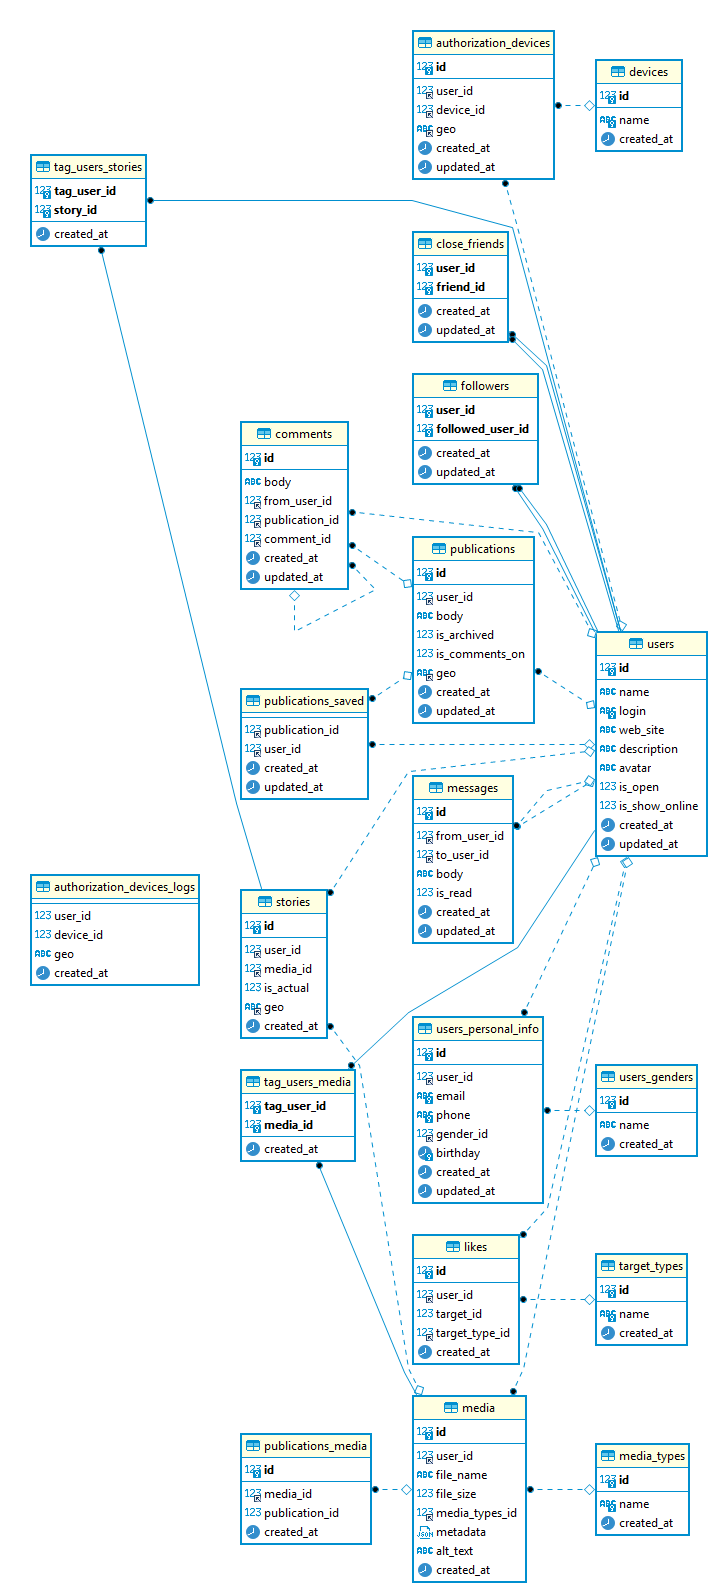 authorization_devices
id
user_id
device_id
geo
created_at
updated_at
devices
id
name
created_at
tag_users_stories
tag_user_id
story_id
created_at
close_friends
user_id
friend_id
created_at
updated_at
followers
user_id
followed_user_id
created_at
updated_at
comments
id
body
from_user_id
publication_id
comment_id
created_at
updated_at
publications
id
user_id
body
is_archived
is_comments_on
geo
created_at
updated_at
users
id
name
login
web_site
description
avatar
is_open
is_show_online
created_at
updated_at
publications_saved
publication_id
user_id
created_at
updated_at
messages
id
from_user_id
to_user_id
body
is_read
created_at
updated_at
authorization_devices_logs
user_id
device_id
geo
created_at
stories
id
user_id
media_id
is_actual
geo
created_at
users_personal_info
id
user_id
email
phone
gender_id
birthday
created_at
updated_at
users_genders
id
name
created_at
tag_users_media
tag_user_id
media_id
created_at
likes
id
user_id
target_id
target_type_id
created_at
target_types
id
name
created_at
media
id
user_id
file_name
file_size
media_types_id
metadata
alt_text
created_at
publications_media
id
media_id
publication_id
created_at
media_types
id
name
created_at